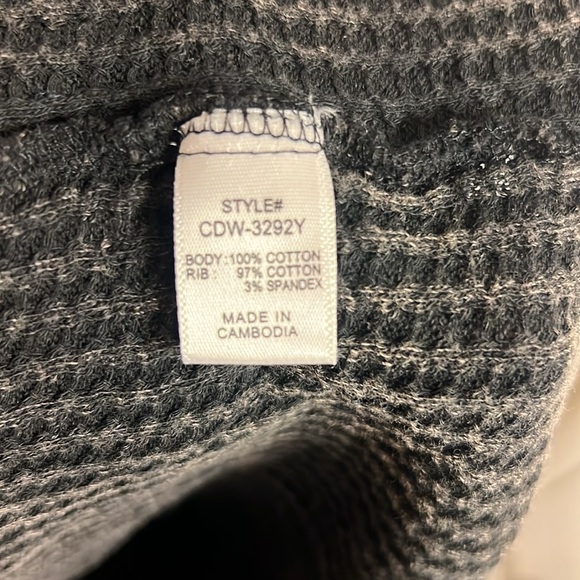 STYLE#
CDW-3292Y
BODY: 100% COTTON
RIB: 97% COTTON
3% SPANDEX
MADE IN
CAMBODIA